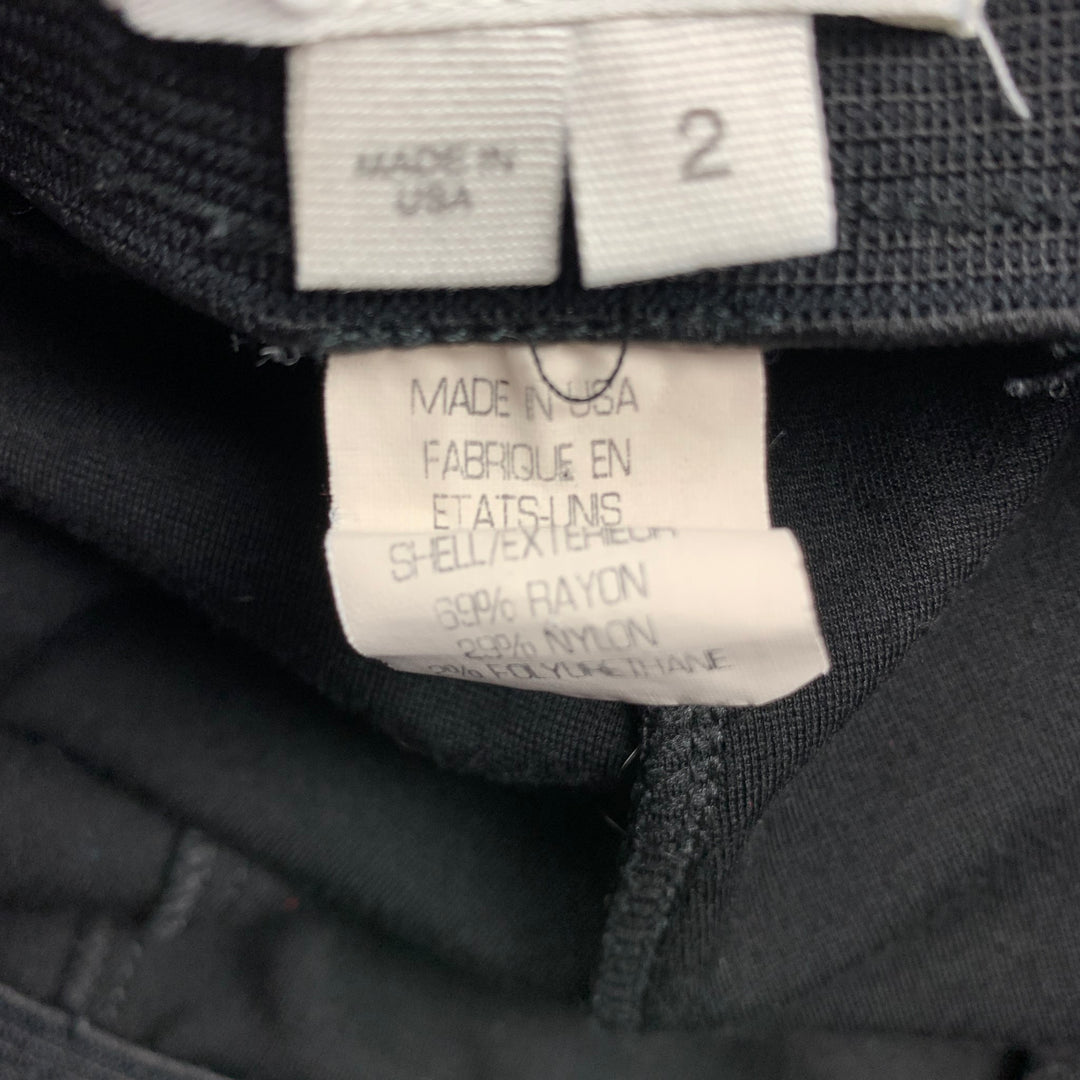 MADE IN
USA
2
MADE IN USA
FABRIQUE EN
ETATS-UNIS
SHELL/EXTERIEUR
69% RAYON
29% NYLON
2% POLYURETHANE